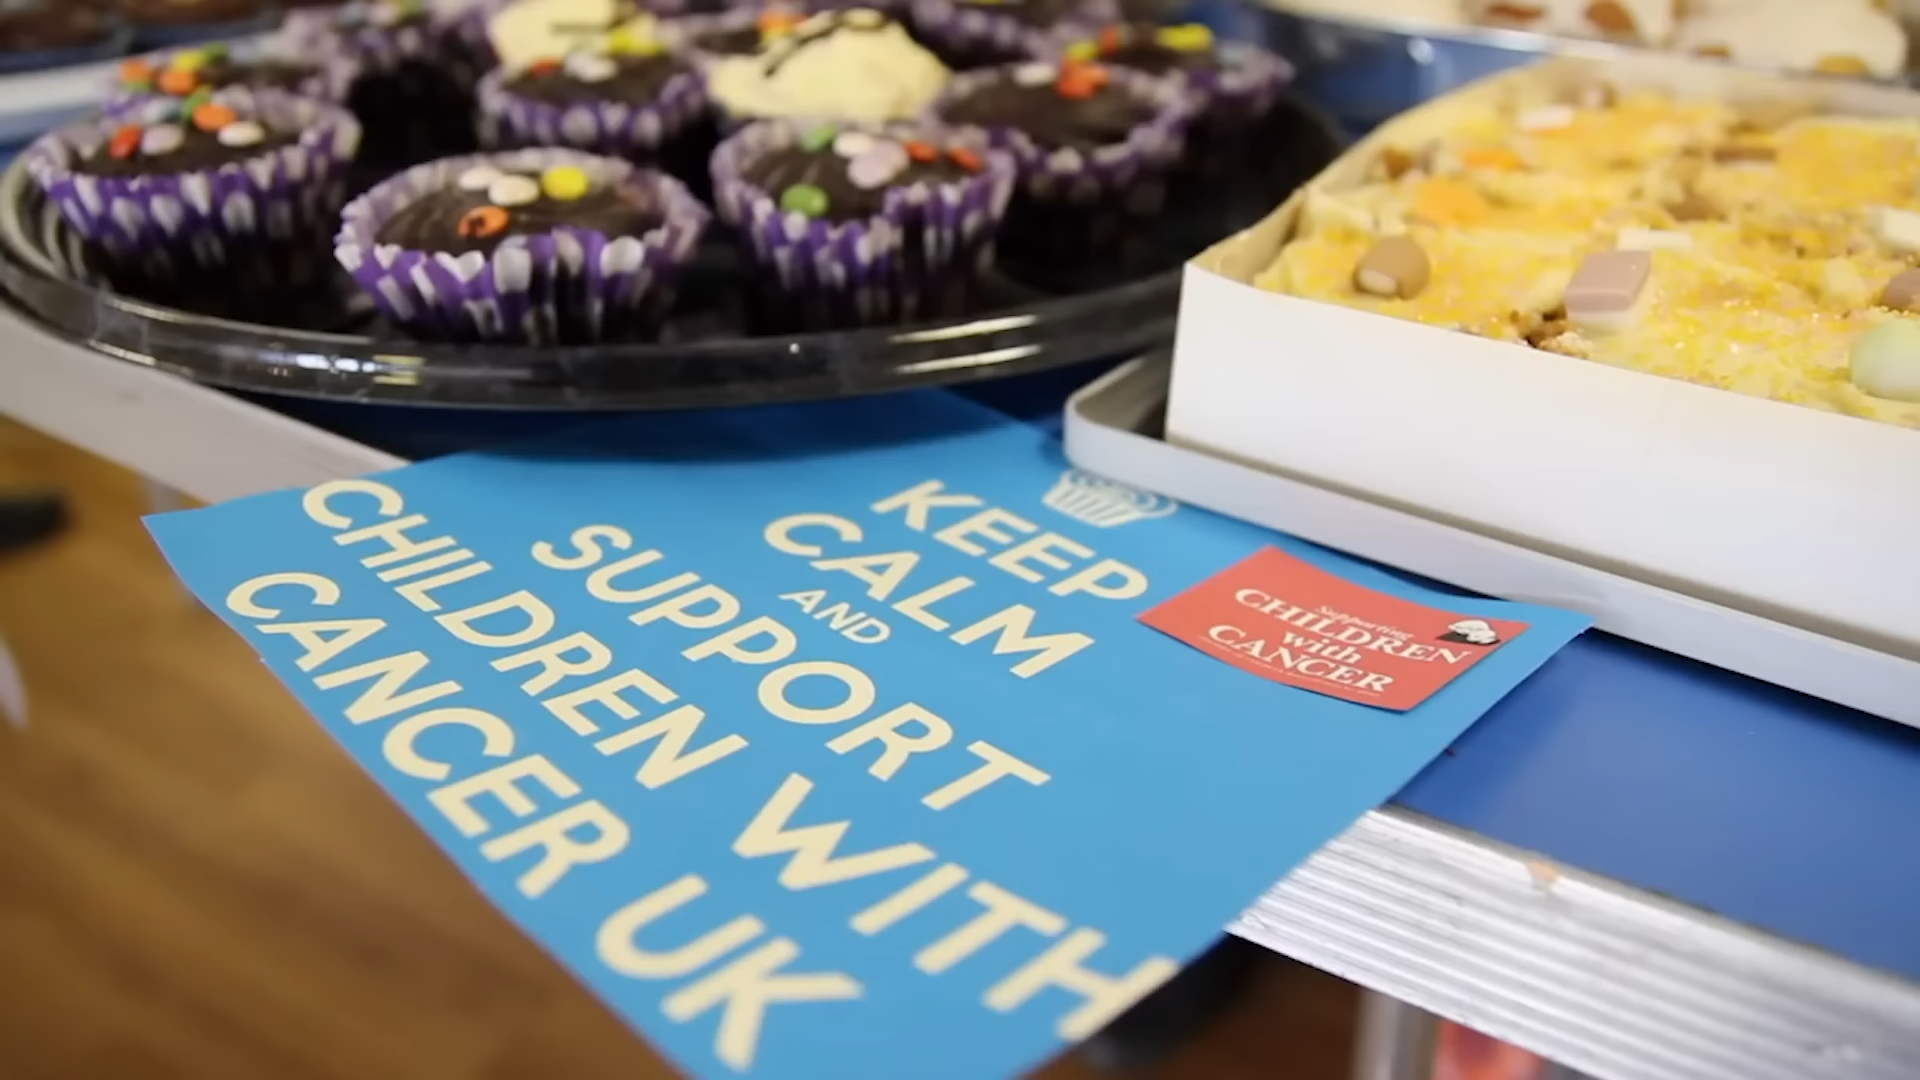 KEEP
CALM
AND
SUPPORT
CHILDREN WITH
CANCER UK
Supporting
CHILDREN
with
CANCER